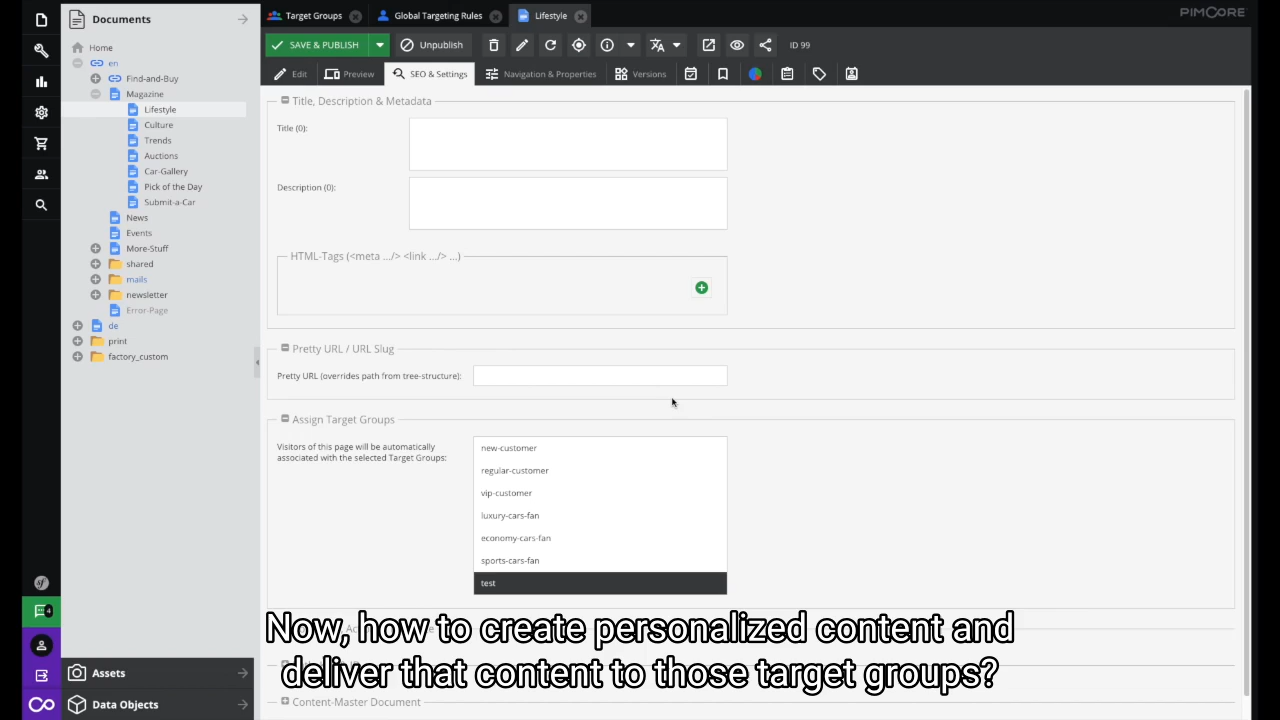 Documents
Home
en
Find-and-Buy
Magazine
Lifestyle
Culture
Trends
Auctions
Car-Gallery
Pick of the Day
Submit-a-Car
News
Events
More-Stuff
shared
mails
newsletter
Error-Page
de
print
factory_custom
4
Assets
Data Objects
Target Groups
Global Targeting Rules
Lifestyle
PIMCORE
SAVE & PUBLISH
Unpublish
ID 99
Edit
Preview
SEO & Settings
Navigation & Properties
Versions
Title, Description & Metadata
Title (0):
Description (0):
HTML-Tags (<meta .../> <link .../> ...)
Pretty URL / URL Slug
Pretty URL (overrides path from tree-structure):
Assign Target Groups
Visitors of this page will be automatically
associated with the selected Target Groups:
new-customer
regular-customer
vip-customer
luxury-cars-fan
economy-cars-fan
sports-cars-fan
test
Now, how to create personalized content and
deliver that content to those target groups?
Content-Master Document